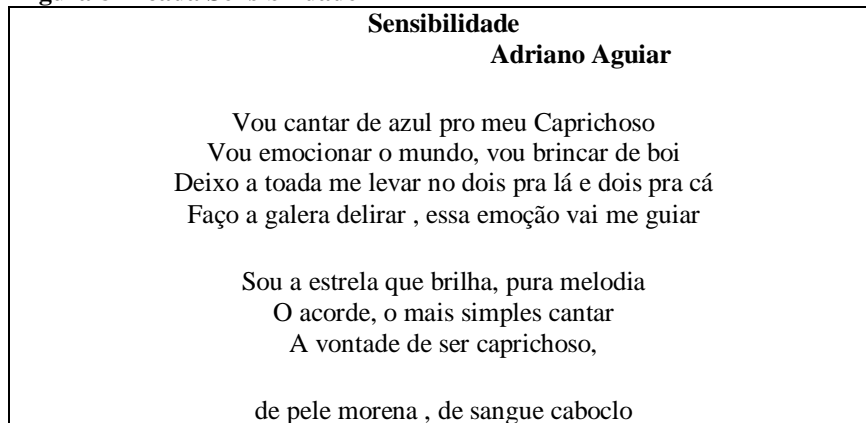 Sensibilidade
Adriano Aguiar
Vou cantar de azul pro meu Caprichoso
Vou emocionar o mundo, vou brincar de boi
Deixo a toada me levar no dois pra lá e dois pra cá
Faço a galera delirar , essa emoção vai me guiar
Sou a estrela que brilha, pura melodia
O acorde, o mais simples cantar
A vontade de ser caprichoso,
de pele morena , de sangue caboclo